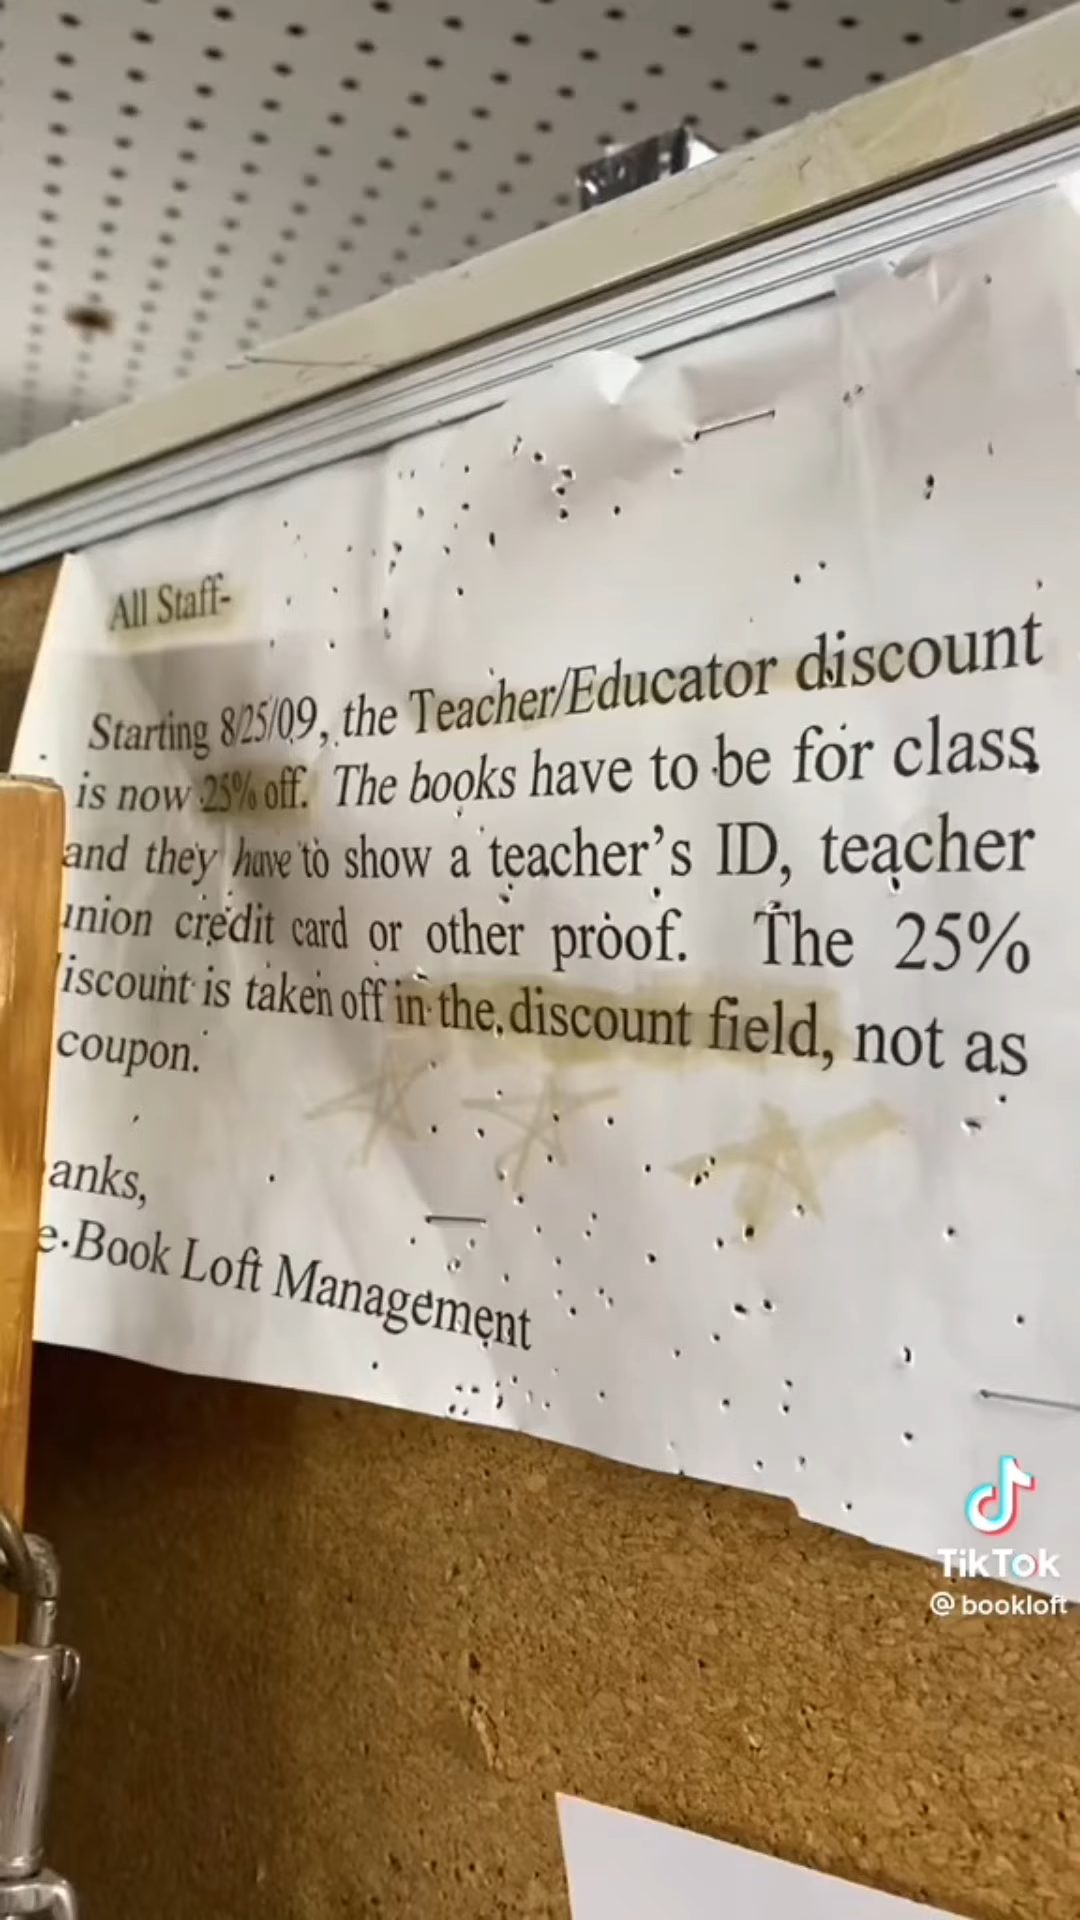 All Staff-
Starting 8/25/09, the Teacher/Educator discount
is now 25% off. The books have to be for class
and they have to show a teacher's ID, teacher
union credit card or other proof. The 25%
iscount is taken off in the discount field, not as
coupon.
anks,
e Book Loft Management
TikTok
@bookloft